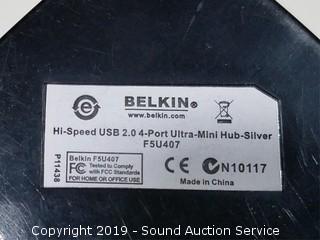 BELKIN®
www.belkin.com
Hi-Speed USB 2.0 4-Port Ultra-Mini Hub-Silver
F5U407
P11438
Belkin F5U407
FC Tested to Comply
with FCC Standards
FOR HOME OR OFFICE USE
CE N10117
Made in China
Copyright 2019 - Sound Auction Service